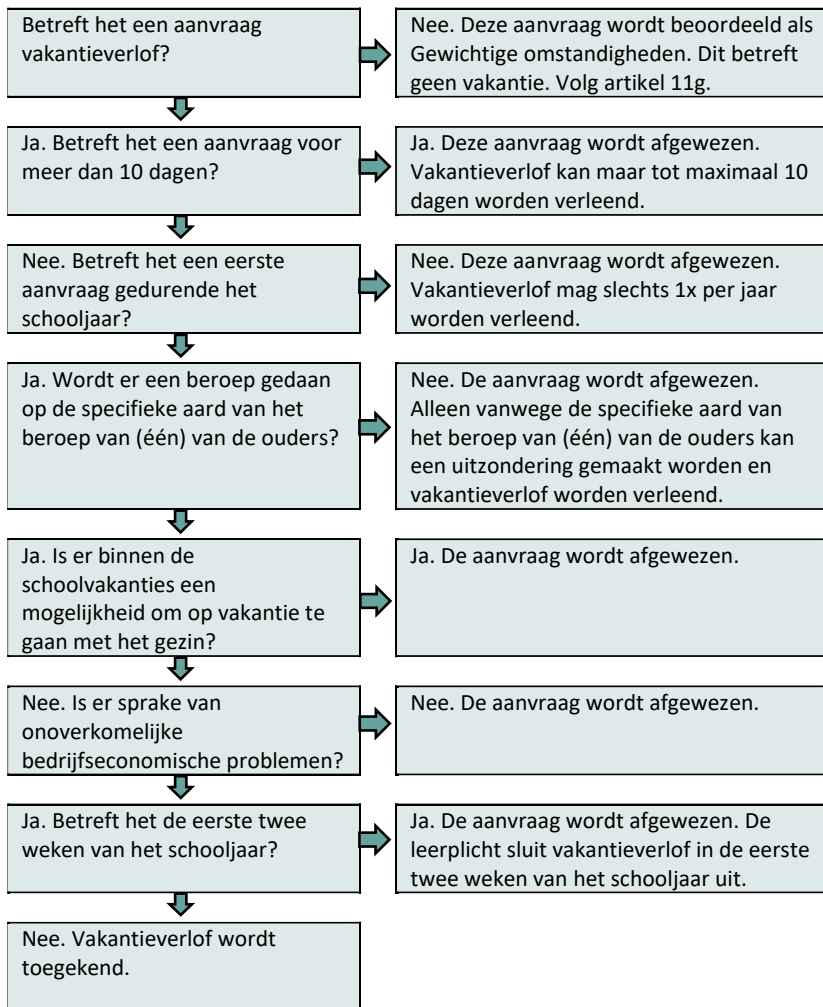 Betreft het een aanvraag
vakantieverlof?
Nee. Deze aanvraag wordt beoordeeld als
Gewichtige omstandigheden. Dit betreft
geen vakantie. Volg artikel 11g.
Ja. Betreft het een aanvraag voor
meer dan 10 dagen?
Ja. Deze aanvraag wordt afgewezen.
Vakantieverlof kan maar tot maximaal 10
dagen worden verleend.
Nee. Betreft het een eerste
aanvraag gedurende het
schooljaar?
Nee. Deze aanvraag wordt afgewezen.
Vakantieverlof mag slechts 1x per jaar
worden verleend.
Ja. Wordt er een beroep gedaan
op de specifieke aard van het
beroep van (één) van de ouders?
Nee. De aanvraag wordt afgewezen.
Alleen vanwege de specifieke aard van
het beroep van (één) van de ouders kan
een uitzondering gemaakt worden en
vakantieverlof worden verleend.
Ja. Is er binnen de
schoolvakanties een
mogelijkheid om op vakantie te
gaan met het gezin?
Ja. De aanvraag wordt afgewezen.
Nee. Is er sprake van
onoverkomelijke
bedrijfseconomische problemen?
Nee. De aanvraag wordt afgewezen.
Ja. Betreft het de eerste twee
weken van het schooljaar?
Ja. De aanvraag wordt afgewezen. De
leerplicht sluit vakantieverlof in de eerste
twee weken van het schooljaar uit.
Nee. Vakantieverlof wordt
toegekend.